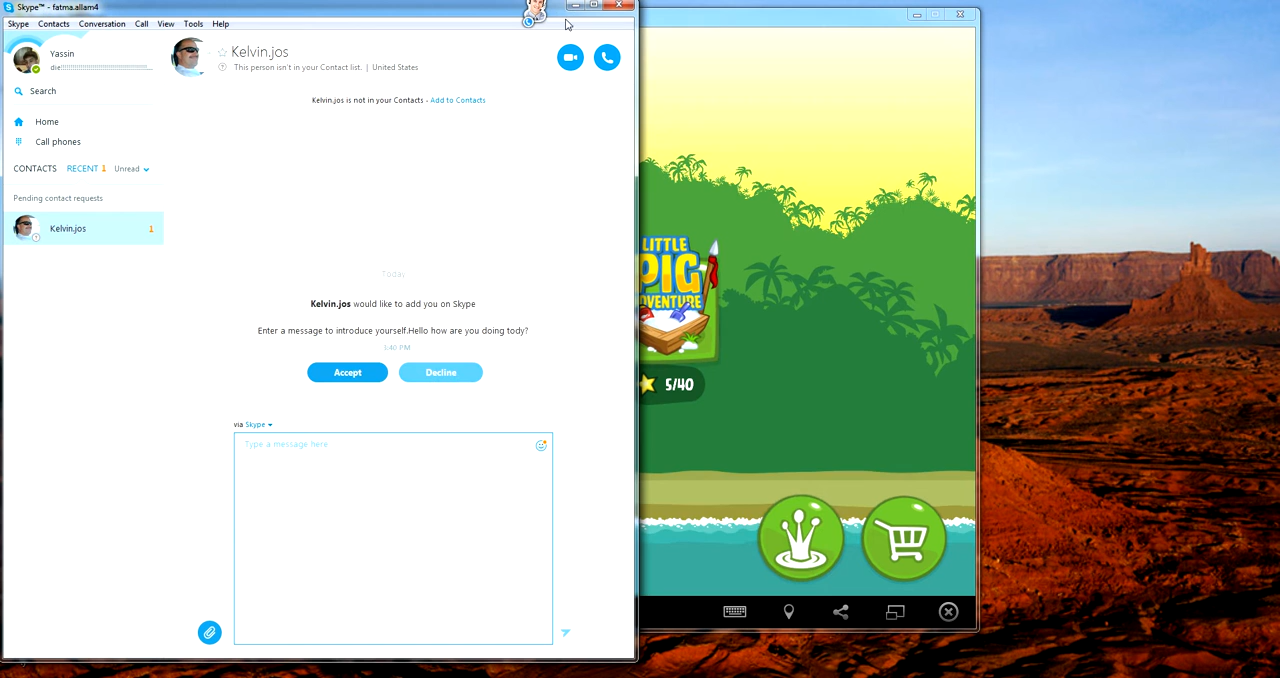 Skype™ - fatma.allam4
Skype Contacts Conversation Call View Tools Help
Yassin
die!!!!!!!!!!!!!!!!!!!!!!!!!!!!!!!!!!!!!!!!!!!...
Search
Home
Call phones
CONTACTS RECENT 1 Unread
Pending contact requests
Kelvin.jos 1
Kelvin.jos
This person isn't in your Contact list. | United States
Kelvin.jos is not in your Contacts - Add to Contacts
Today
Kelvin.jos would like to add you on Skype
Enter a message to introduce yourself.Hello how are you doing tody?
1:40 PM
Accept Decline
via Skype
Type a message here
LITTLE
PIG
DVENTURE
5/40